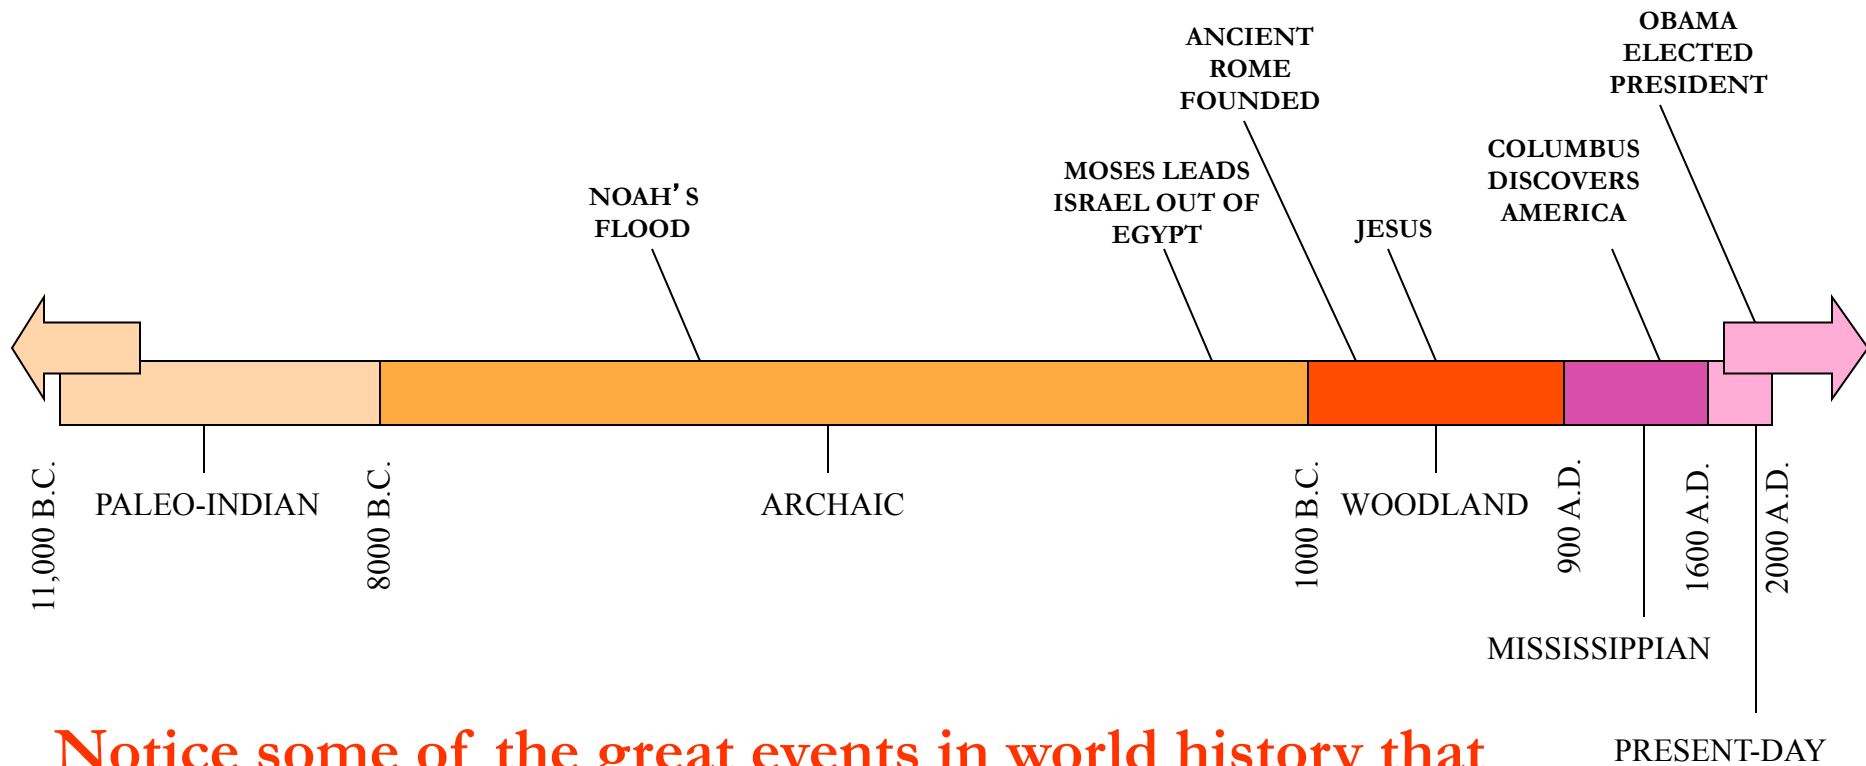 OBAMA
ELECTED
PRESIDENT
ANCIENT
ROME
FOUNDED
COLUMBUS
DISCOVERS
AMERICA
MOSES LEADS
ISRAEL OUT OF
EGYPT
NOAH’S
FLOOD
JESUS
11,000 B.C.
PALEO-INDIAN
8000 B.C.
ARCHAIC
1000 B.C.
WOODLAND
900 A.D.
1600 A.D.
2000 A.D.
MISSISSIPPIAN
PRESENT-DAY
Notice some of the great events in world history that